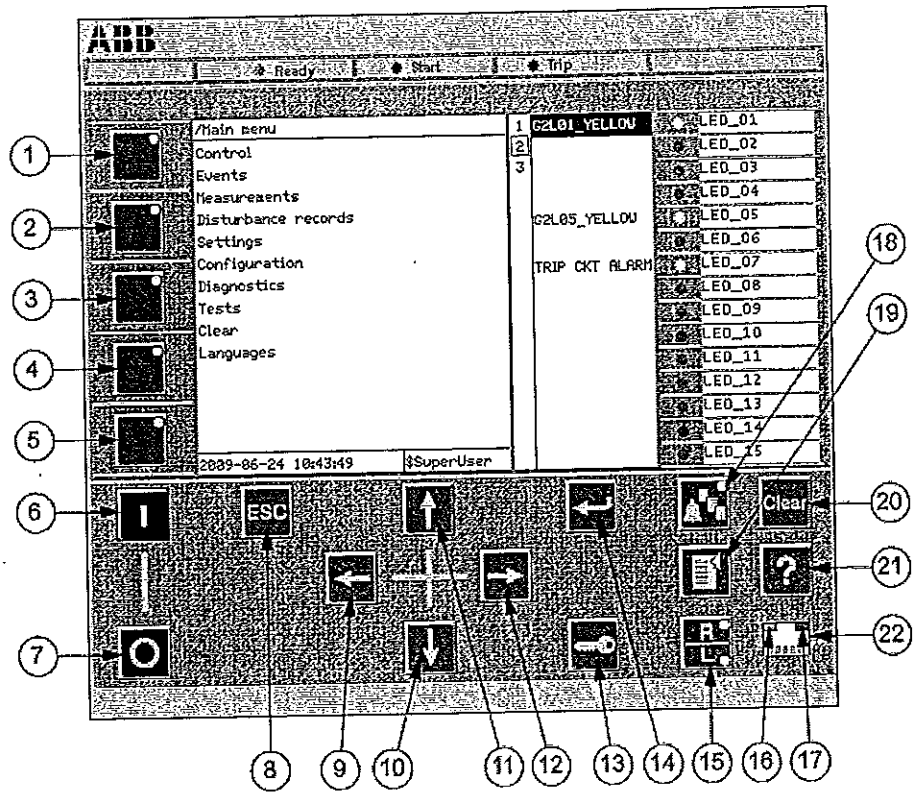 ABB
Ready
Start
Trip
/Main menu
Control
Events
Measurements
Disturbance records
Settings
Configuration
Diagnostics
Tests
Clear
Languages
2009-06-24 10:43:49
$SuperUser
1
2
3
G2L01_YELLOW
G2L05_YELLOW
TRIP CKT ALARM
LED_01
LED_02
LED_03
LED_04
LED_05
LED_06
LED_07
LED_08
LED_09
LED_10
LED_11
LED_12
LED_13
LED_14
LED_15
I
O
ESC
R
L
Clear
?
1
2
3
4
5
6
7
8
9
10
11
12
13
14
15
16
17
18
19
20
21
22